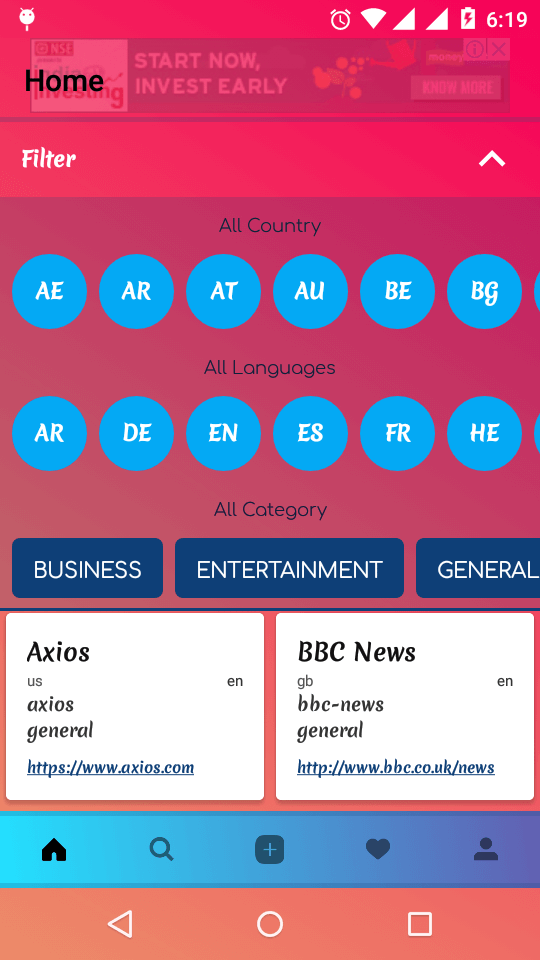 6:19
NSE
investing
START NOW,
INVEST EARLY
KNOW MORE
Home
Filter
All Country
AE AR AT AU BE BG
All Languages
AR DE EN ES FR HE
All Category
BUSINESS ENTERTAINMENT GENERAL
Axios
us en
axios
general
https://www.axios.com
BBC News
gb en
bbc-news
general
http://www.bbc.co.uk/news